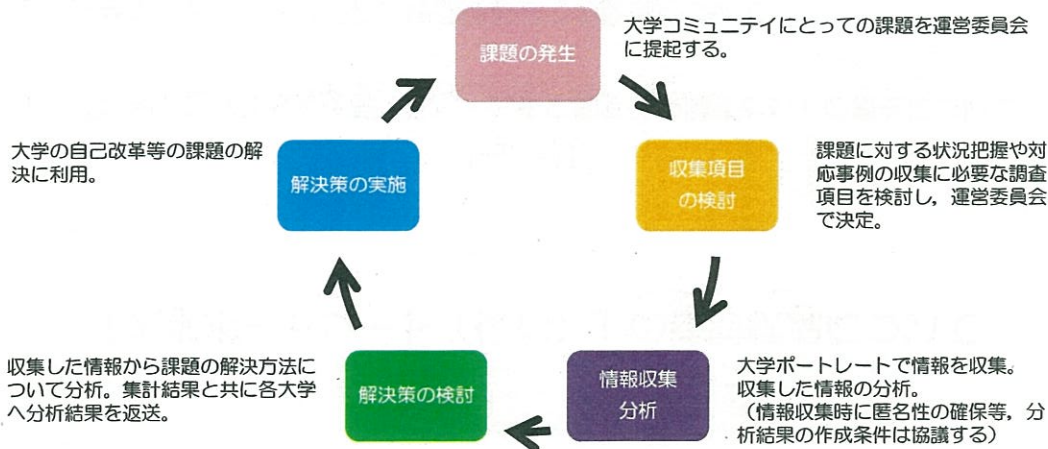 課題の発生
大学コミュニテイにとっての課題を運営委員会
に提起する。
収集項目
の検討
課題に対する状況把握や対
応事例の収集に必要な調査
項目を検討し，運営委員会
で決定。
情報収集
分析
大学ポートレートで情報を収集。
収集した情報の分析。
（情報収集時に匿名性の確保等，分
析結果の作成条件は協議する）
解決策の検討
収集した情報から課題の解決方法に
ついて分析。集計結果と共に各大学
へ分析結果を返送。
解決策の実施
大学の自己改革等の課題の解
決に利用。